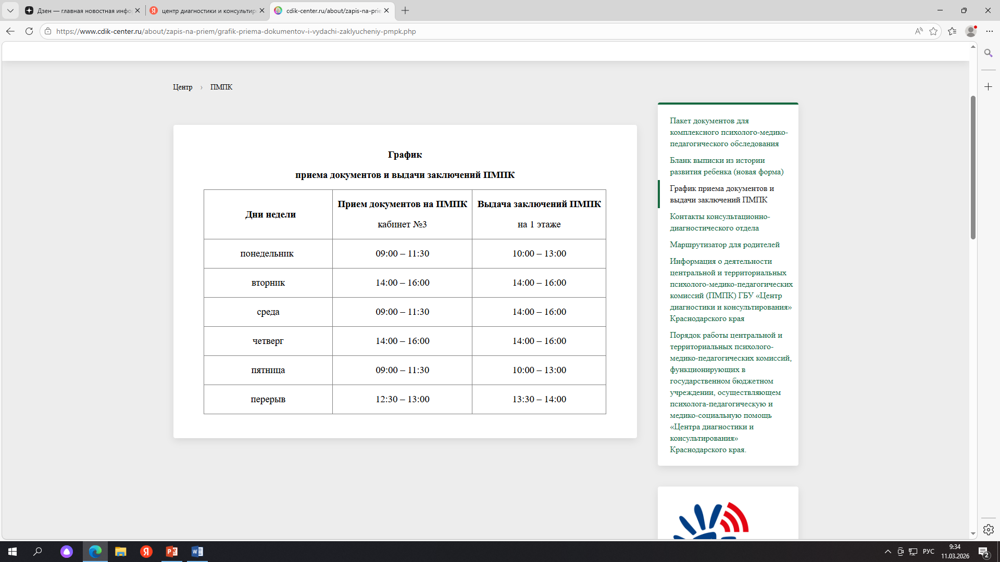 Дзен — главная новостная инфо
центр диагностики и консультир
cdik-center.ru/about/zapis-na-prie
https://www.cdik-center.ru/about/zapis-na-priem/grafik-priema-dokumentov-i-vydachi-zaklyucheniy-pmpk.php
Центр › ПМПК
График
приема документов и выдачи заключений ПМПК
Дни недели
Прием документов на ПМПК
кабинет №3
Выдача заключений ПМПК
на 1 этаже
понедельник 09:00 – 11:30 10:00 – 13:00
вторник 14:00 – 16:00 14:00 – 16:00
среда 09:00 – 11:30 14:00 – 16:00
четверг 14:00 – 16:00 14:00 – 16:00
пятница 09:00 – 11:30 10:00 – 13:00
перерыв 12:30 – 13:00 13:30 – 14:00
Пакет документов для
комплексного психолого-медико-
педагогического обследования
Бланк выписки из истории
развития ребенка (новая форма)
График приема документов и
выдачи заключений ПМПК
Контакты консультационно-
диагностического отдела
Маршрутизатор для родителей
Информация о деятельности
центральной и территориальных
психолого-медико-педагогических
комиссий (ПМПК) ГБУ «Центр
диагностики и консультирования»
Краснодарского края
Порядок работы центральной и
территориальных психолого-
медико-педагогических комиссий,
функционирующих в
государственном бюджетном
учреждении, осуществляющем
психолога-педагогическую и
медико-социальную помощь
«Центра диагностики и
консультирования»
Краснодарского края.
РУС
9:34
11.03.2026
2